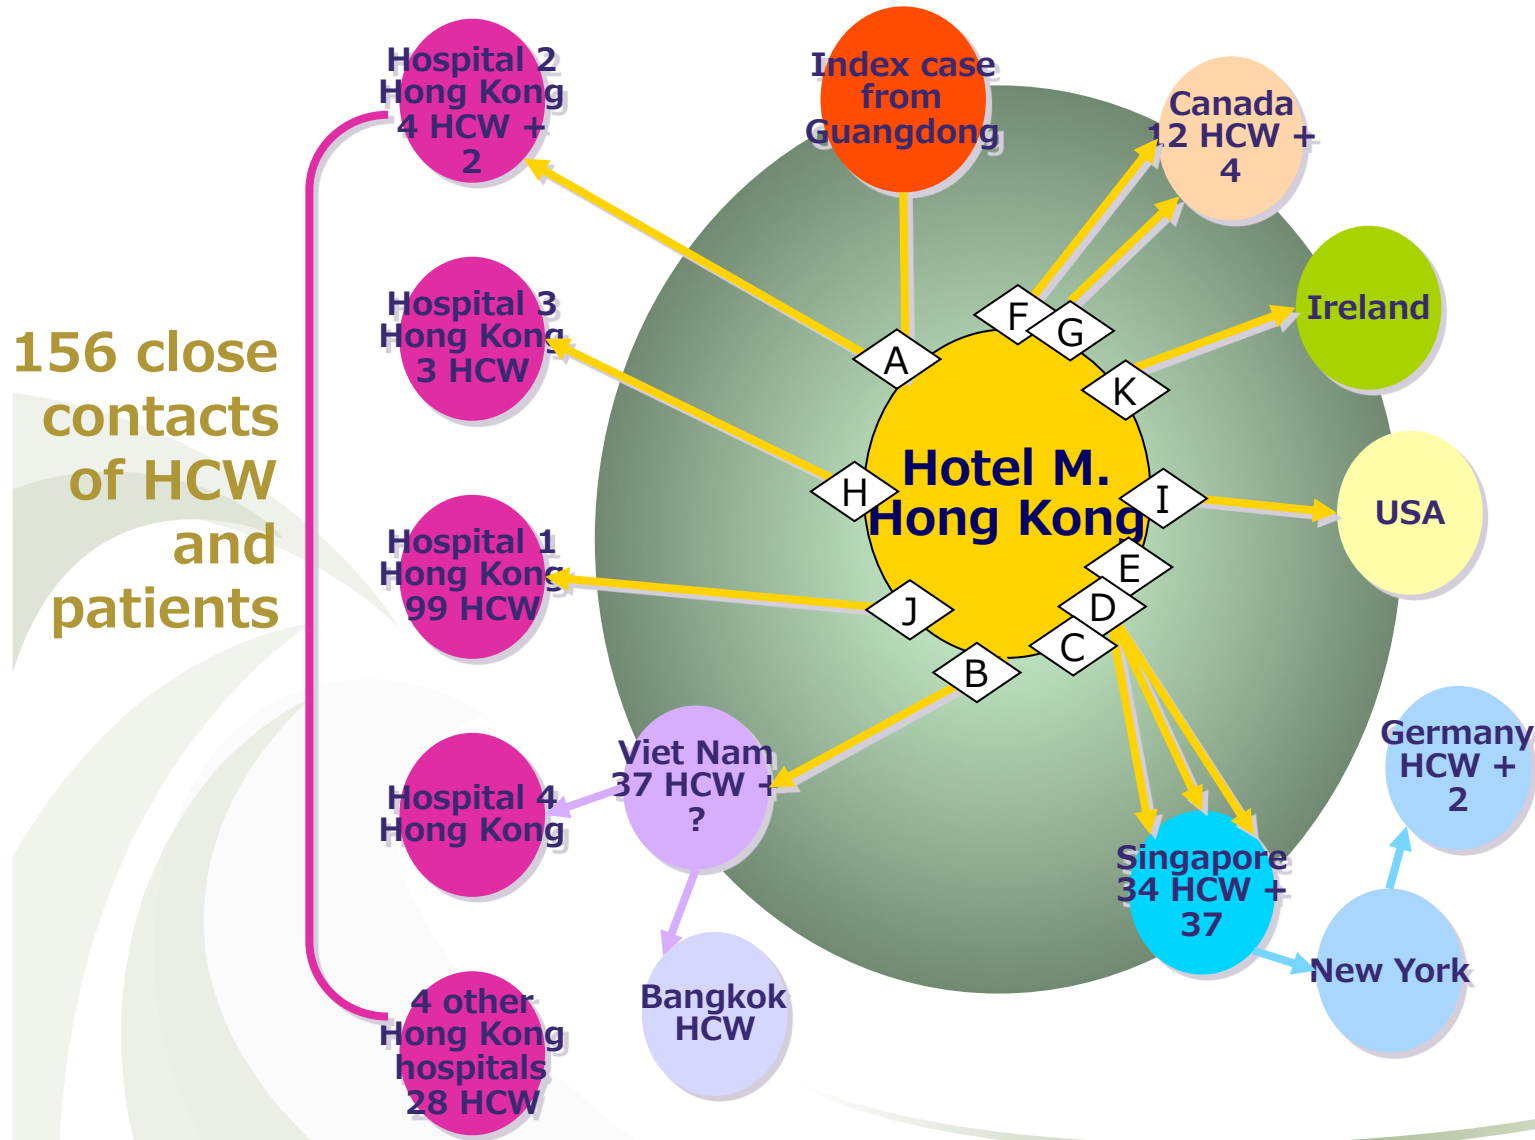 156 close
contacts
of HCW
and
patients
Hospital 2
Hong Kong
4 HCW +
2
Hospital 3
Hong Kong
3 HCW
Hospital 1
Hong Kong
99 HCW
Hospital 4
Hong Kong
4 other
Hong Kong
hospitals
28 HCW
Index case
from
Guangdong
Canada
12 HCW +
4
Ireland
USA
F
G
A
K
Hotel M.
Hong Kong
H
I
E
D
J
C
B
Viet Nam
37 HCW +
?
Bangkok
HCW
Singapore
34 HCW +
37
Germany
HCW +
2
New York